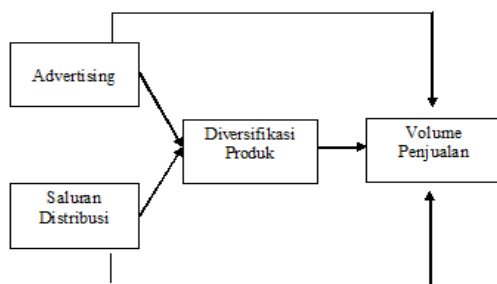 Advertising
Diversifikasi
Produk
Volume
Penjualan
Saluran
Distribusi